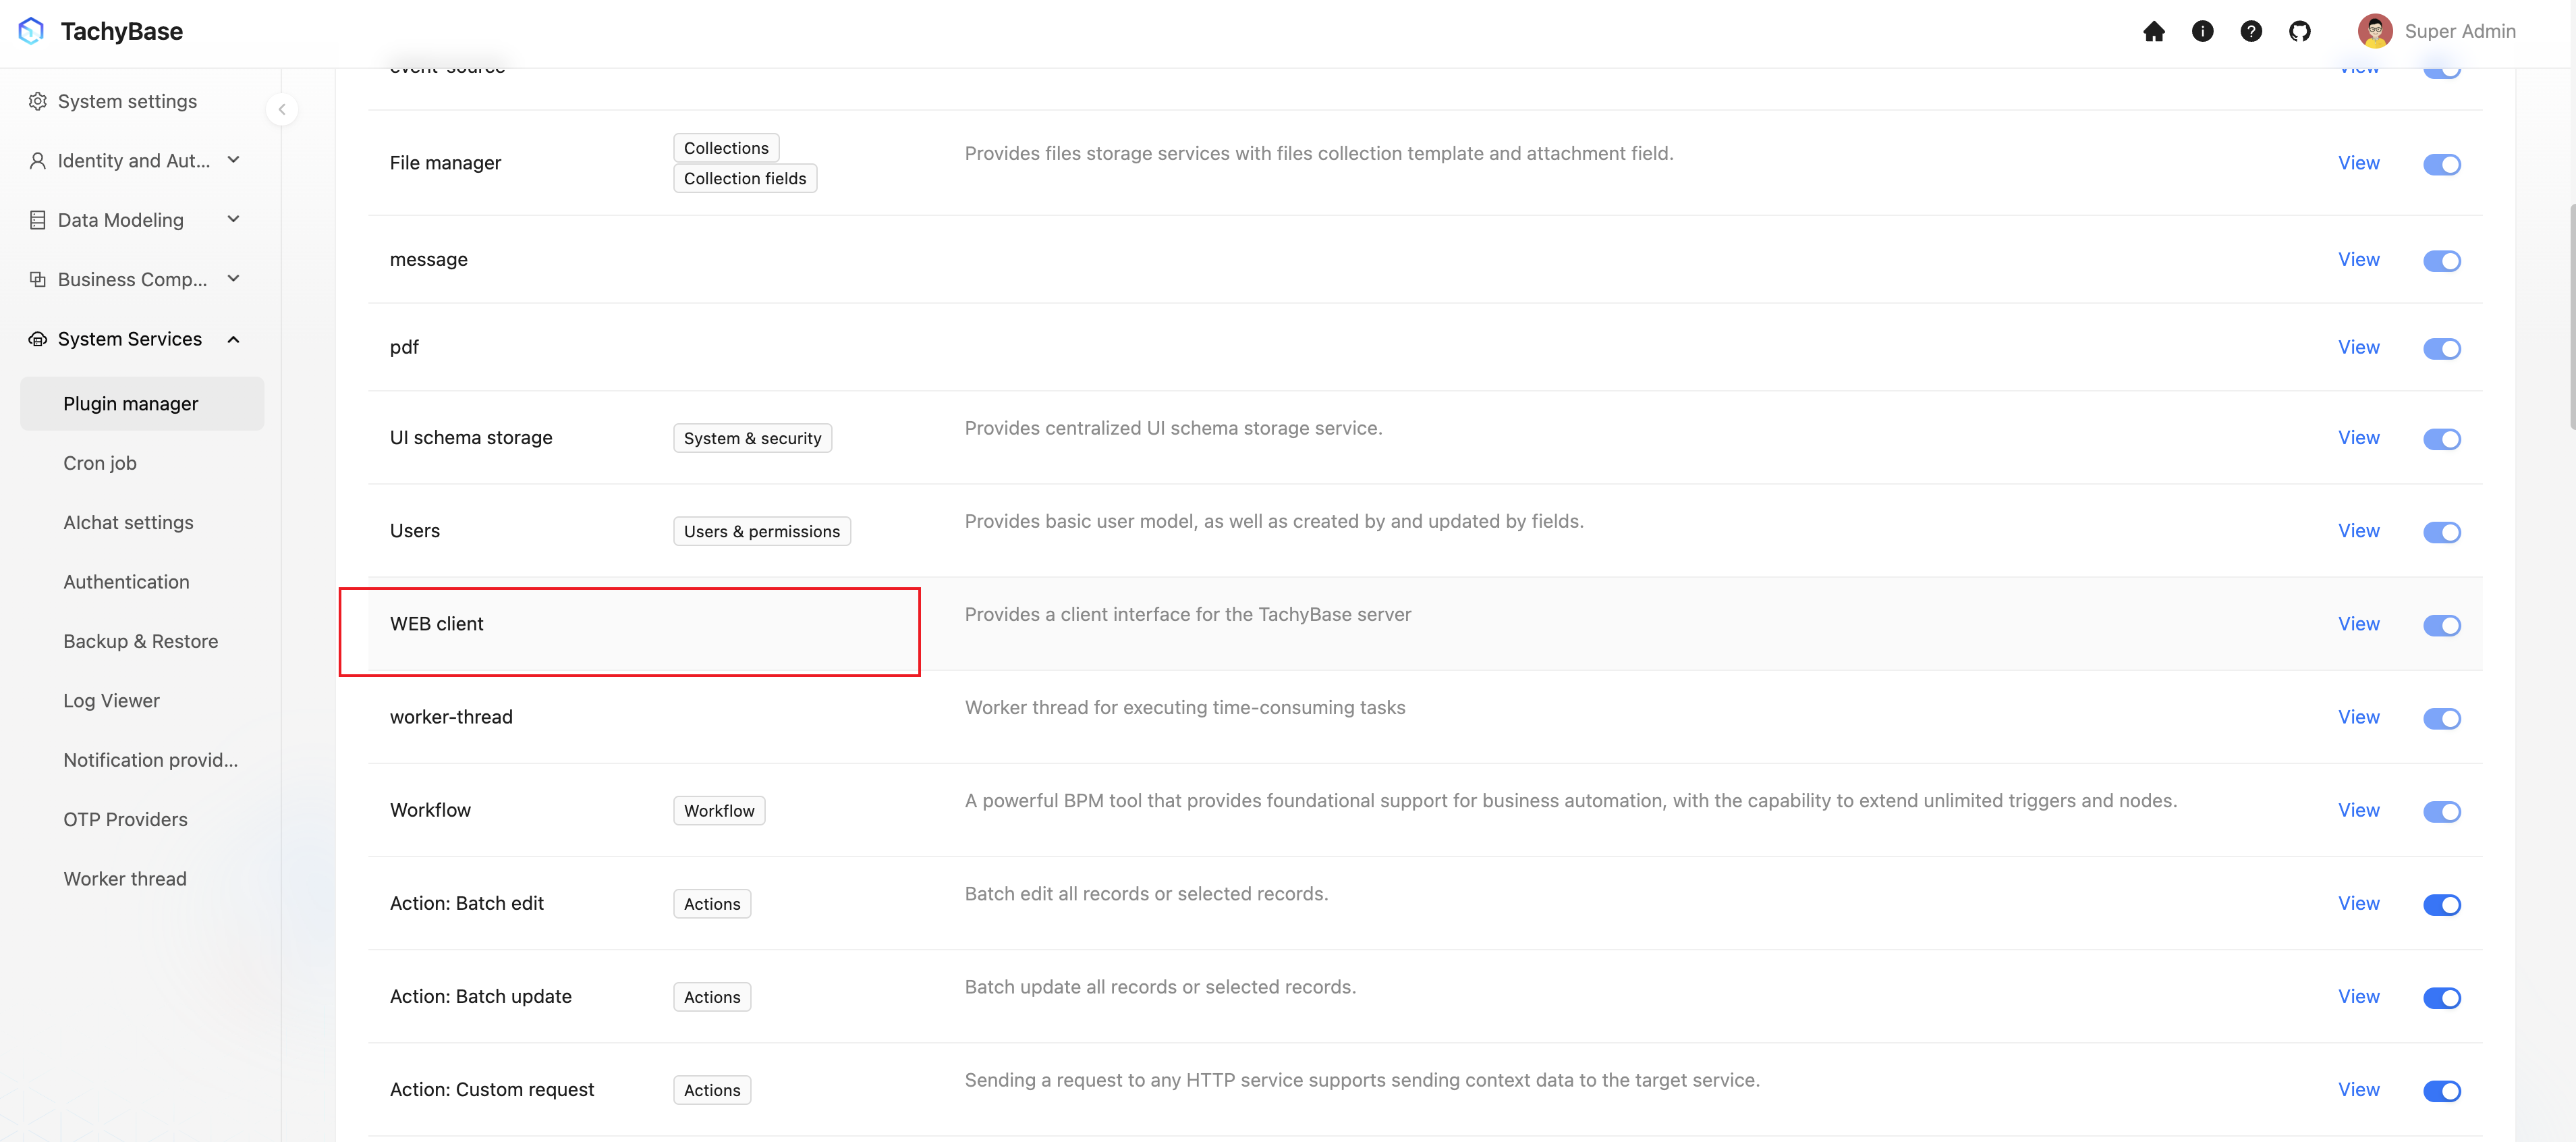 TachyBase
Super Admin
System settings
Identity and Aut...
Data Modeling
Business Comp...
System Services
Plugin manager
Cron job
AIchat settings
Authentication
Backup & Restore
Log Viewer
Notification provid...
OTP Providers
Worker thread
event-source View
File manager Collections Provides files storage services with files collection template and attachment field. View
Collection fields
message View
pdf View
UI schema storage System & security Provides centralized UI schema storage service. View
Users Users & permissions Provides basic user model, as well as created by and updated by fields. View
WEB client Provides a client interface for the TachyBase server View
worker-thread Worker thread for executing time-consuming tasks View
Workflow Workflow A powerful BPM tool that provides foundational support for business automation, with the capability to extend unlimited triggers and nodes. View
Action: Batch edit Actions Batch edit all records or selected records. View
Action: Batch update Actions Batch update all records or selected records. View
Action: Custom request Actions Sending a request to any HTTP service supports sending context data to the target service. View